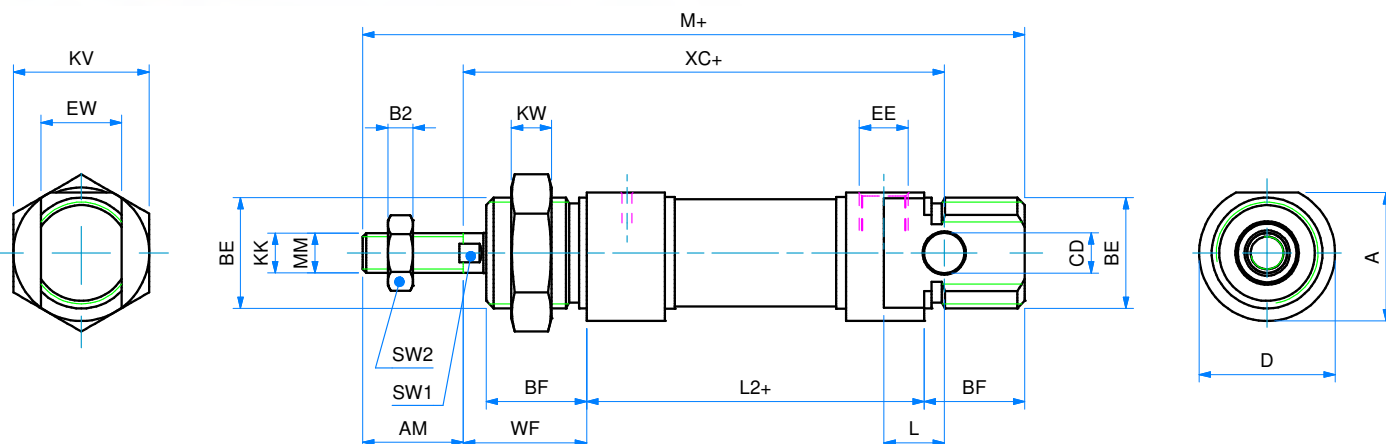 M+
KV
XC+
EW
B2
KW
EE
BE
KK
MM
CD
BE
A
SW2
SW1
BF
L2+
BF
D
AM
WF
L